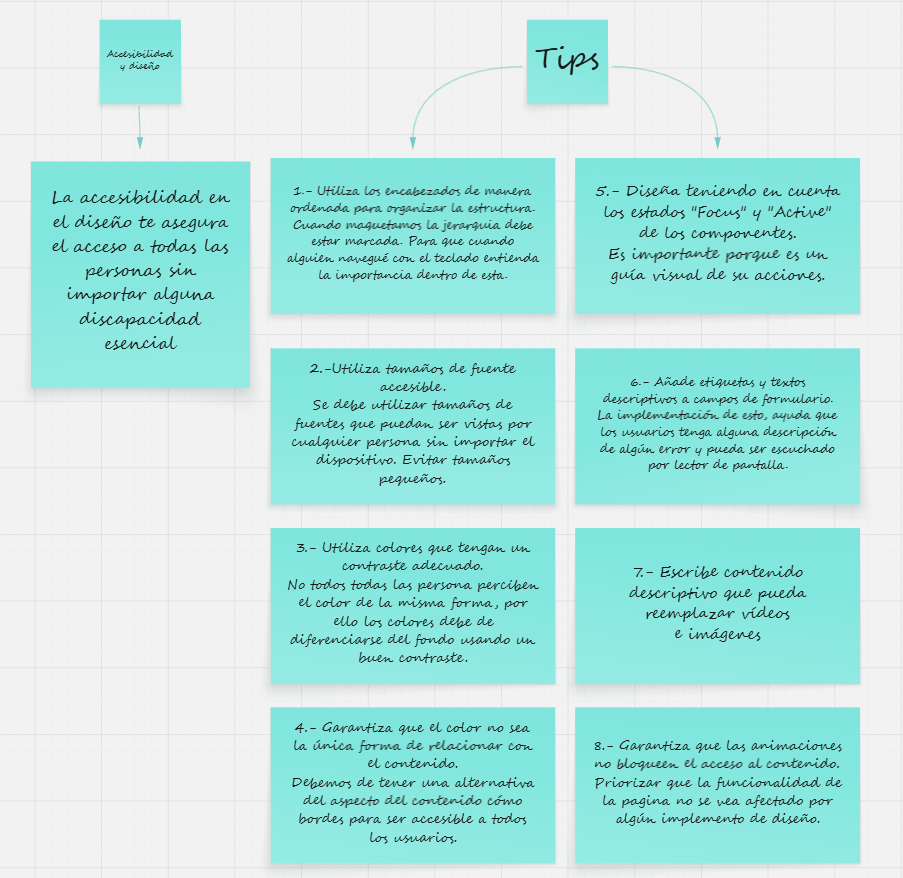 Accesibilidad
y diseño
La accesibilidad en
el diseño te asegura
el acceso a todas las
personas sin
importar alguna
discapacidad
esencial
Tips
1.- Utiliza los encabezados de manera
ordenada para organizar la estructura.
Cuando maquetamos la jerarquia debe
estar marcada. Para que cuando
alguien navegué con el teclado entienda
la importancia dentro de esta.
2.-Utiliza tamaños de fuente
accesible.
Se debe utilizar tamaños de
fuentes que puedan ser vistas por
cualquier persona sin importar el
dispositivo. Evitar tamaños
pequeños.
3.- Utiliza colores que tengan un
contraste adecuado.
No todos todas las persona perciben
el color de la misma forma, por
ello los colores debe de
diferenciarse del fondo usando un
buen contraste.
4.- Garantiza que el color no sea
la única forma de relacionar con
el contenido.
Debemos de tener una alternativa
del aspecto del contenido cómo
bordes para ser accesible a todos
los usuarios.
5.- Diseña teniendo en cuenta
los estados "Focus" y "Active"
de los componentes.
Es importante porque es un
guía visual de su acciones.
6.- Añade etiquetas y textos
descriptivos a campos de formulario.
La implementación de esto, ayuda que
los usuarios tenga alguna descripción
de algún error y pueda ser escuchado
por lector de pantalla.
7.- Escribe contenido
descriptivo que pueda
reemplazar vídeos
e imágenes
8.- Garantiza que las animaciones
no bloqueen el acceso al contenido.
Priorizar que la funcionalidad de
la pagina no se vea afectado por
algún implemento de diseño.